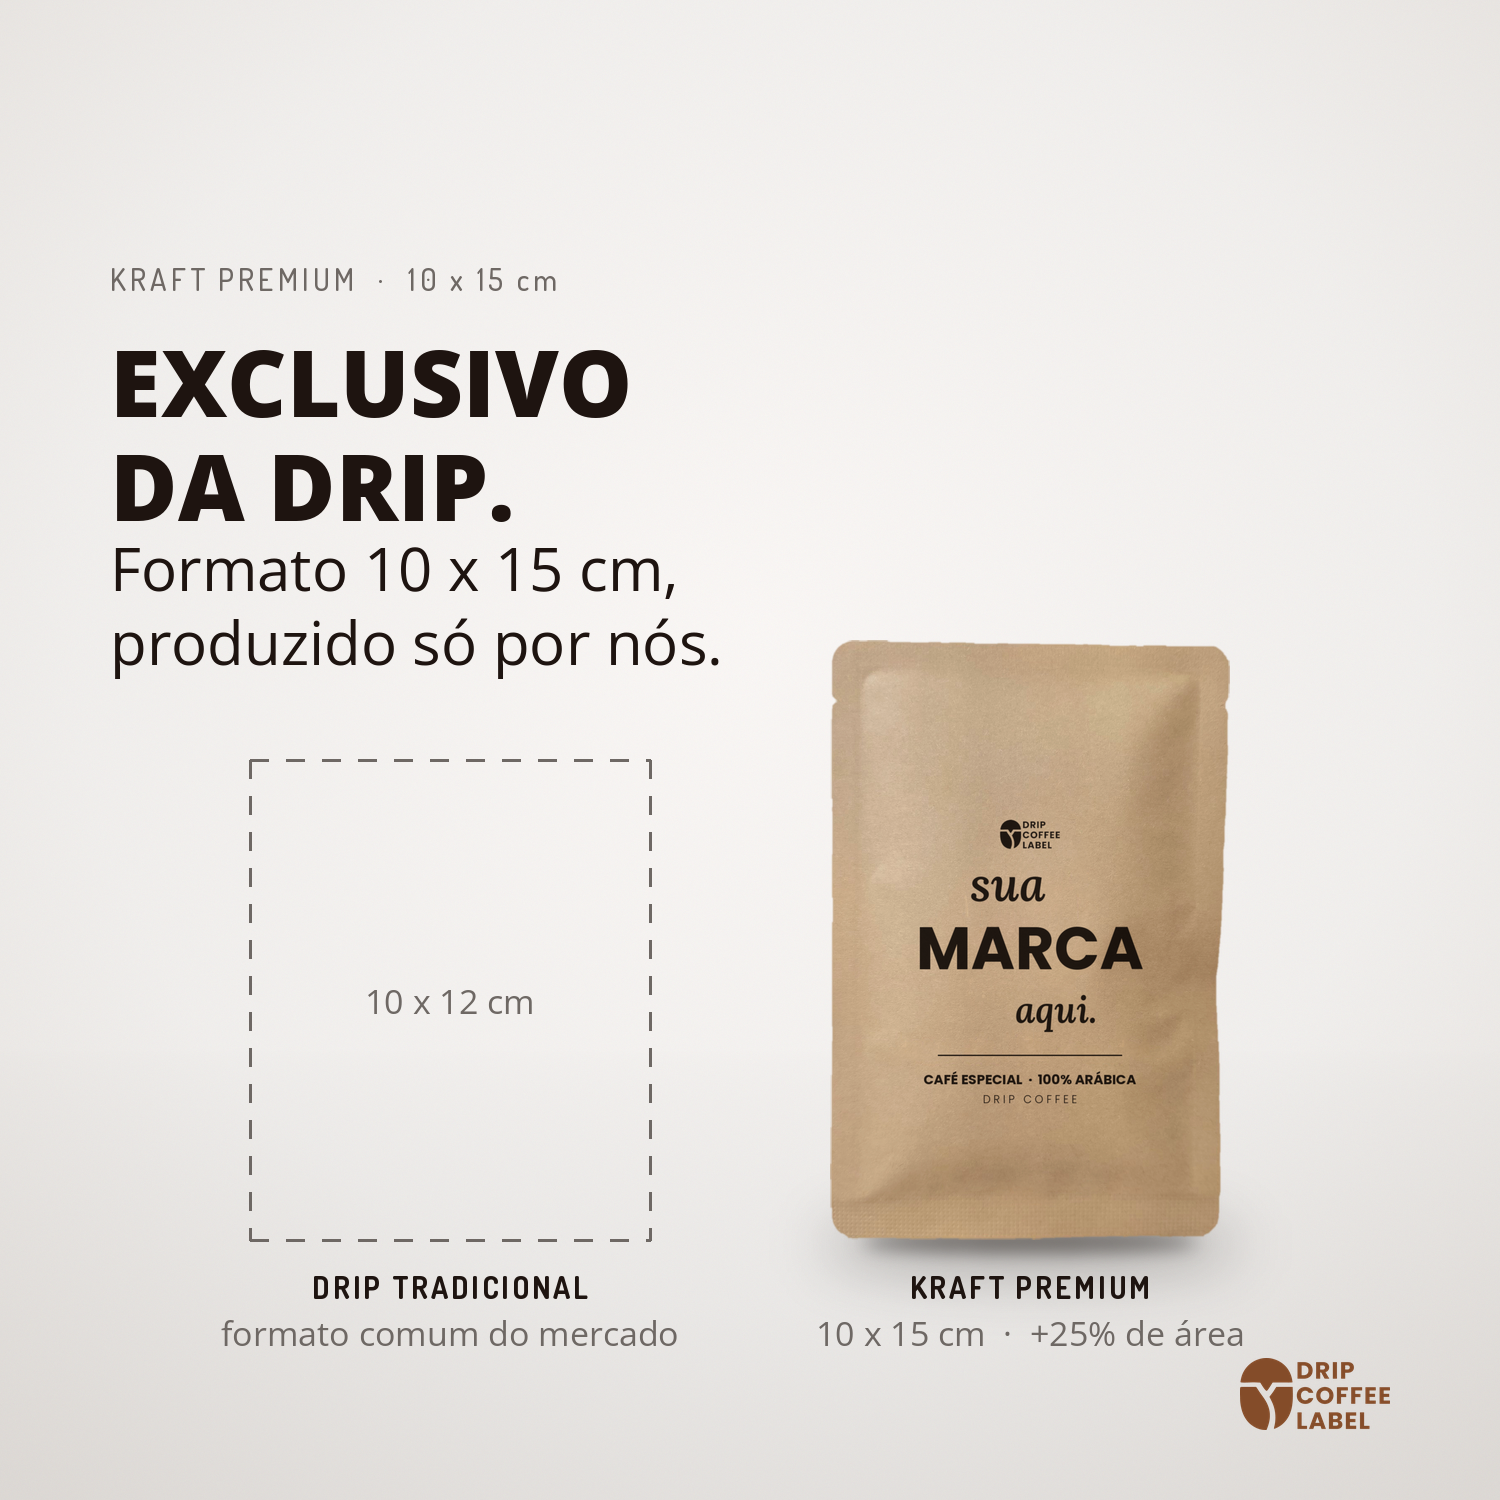 KRAFT PREMIUM · 10 x 15 cm
EXCLUSIVO
DA DRIP.
Formato 10 x 15 cm,
produzido só por nós.
10 x 12 cm
DRIP TRADICIONAL
formato comum do mercado
DRIP
COFFEE
LABEL
sua
MARCA
aqui.
CAFÉ ESPECIAL · 100% ARÁBICA
DRIP COFFEE
KRAFT PREMIUM
10 x 15 cm · +25% de área
DRIP
COFFEE
LABEL